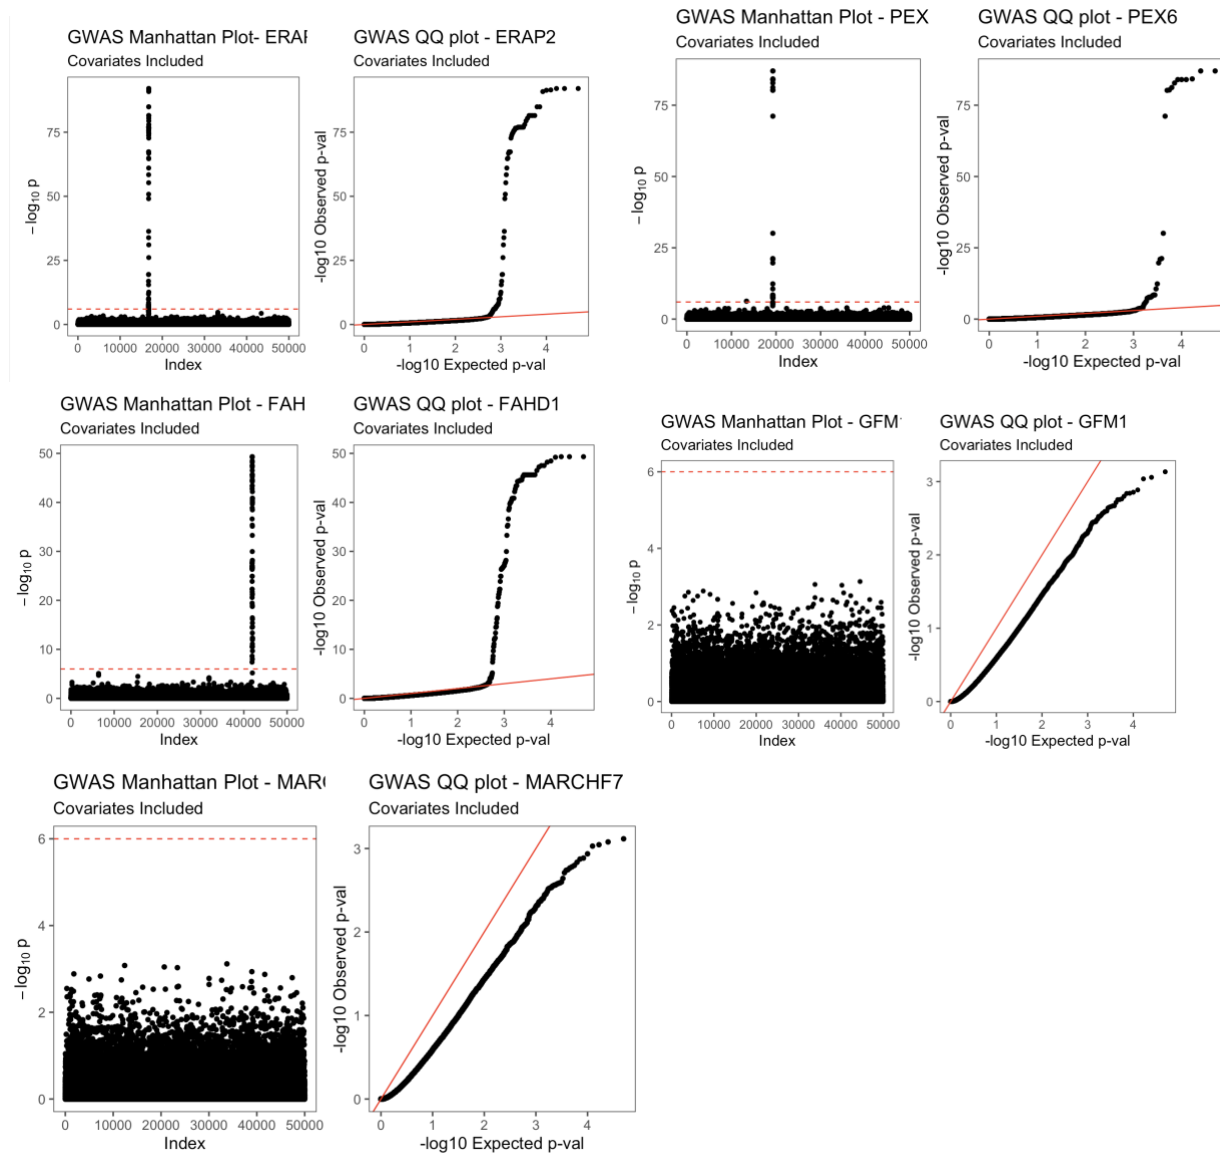 GWAS Manhattan Plot- ERAF
Covariates Included
75
50
25
0
−log10 p
0 10000 20000 30000 40000 50000
Index
GWAS QQ plot - ERAP2
Covariates Included
75
50
25
0
-log10 Observed p-val
0 1 2 3 4
-log10 Expected p-val
GWAS Manhattan Plot - PEX
Covariates Included
75
50
25
0
−log10 p
0 10000 20000 30000 40000 50000
Index
GWAS QQ plot - PEX6
Covariates Included
75
50
25
0
-log10 Observed p-val
0 1 2 3 4
-log10 Expected p-val
GWAS Manhattan Plot - FAH
Covariates Included
50
40
30
20
10
0
−log10 p
0 10000 20000 30000 40000 50000
Index
GWAS QQ plot - FAHD1
Covariates Included
50
40
30
20
10
0
-log10 Observed p-val
0 1 2 3 4
-log10 Expected p-val
GWAS Manhattan Plot - GFM
Covariates Included
6
4
2
0
−log10 p
0 10000 20000 30000 40000 50000
Index
GWAS QQ plot - GFM1
Covariates Included
3
2
1
0
-log10 Observed p-val
0 1 2 3 4
-log10 Expected p-val
GWAS Manhattan Plot - MAR
Covariates Included
6
4
2
0
−log10 p
0 10000 20000 30000 40000 50000
Index
GWAS QQ plot - MARCHF7
Covariates Included
3
2
1
0
-log10 Observed p-val
0 1 2 3 4
-log10 Expected p-val